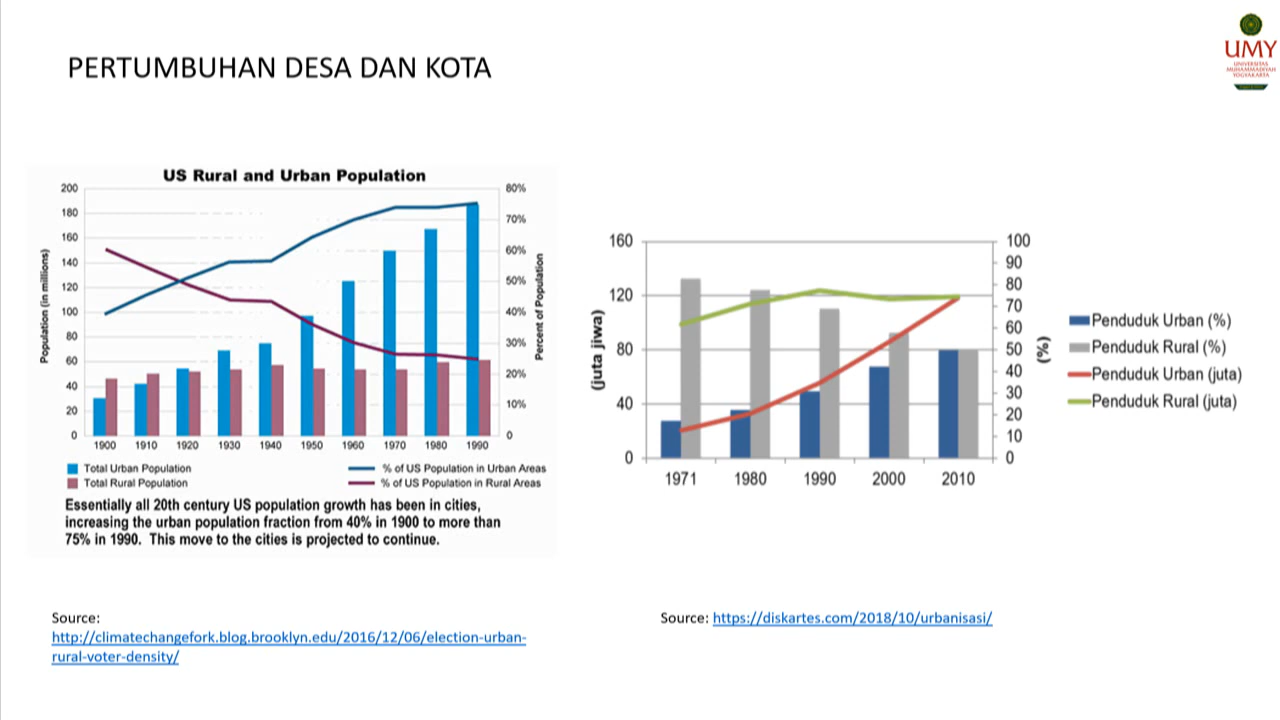 PERTUMBUHAN DESA DAN KOTA
UMY
UNIVERSITAS
MUHAMMADIYAH
YOGYAKARTA
US Rural and Urban Population
Population (in millions)
200
180
160
140
120
100
80
60
40
20
0
80%
70%
60%
50%
40%
30%
20%
10%
0
Percent of Population
1900 1910 1920 1930 1940 1950 1960 1970 1980 1990
Total Urban Population
% of US Population in Urban Areas
Total Rural Population
% of US Population in Rural Areas
Essentially all 20th century US population growth has been in cities,
increasing the urban population fraction from 40% in 1900 to more than
75% in 1990. This move to the cities is projected to continue.
Source:
http://climatechangefork.blog.brooklyn.edu/2016/12/06/election-urban-
rural-voter-density/
(juta jiwa)
160
120
80
40
0
100
90
80
70
60
50
40
30
20
10
0
(%)
1971 1980 1990 2000 2010
Penduduk Urban (%)
Penduduk Rural (%)
Penduduk Urban (juta)
Penduduk Rural (juta)
Source: https://diskartes.com/2018/10/urbanisasi/